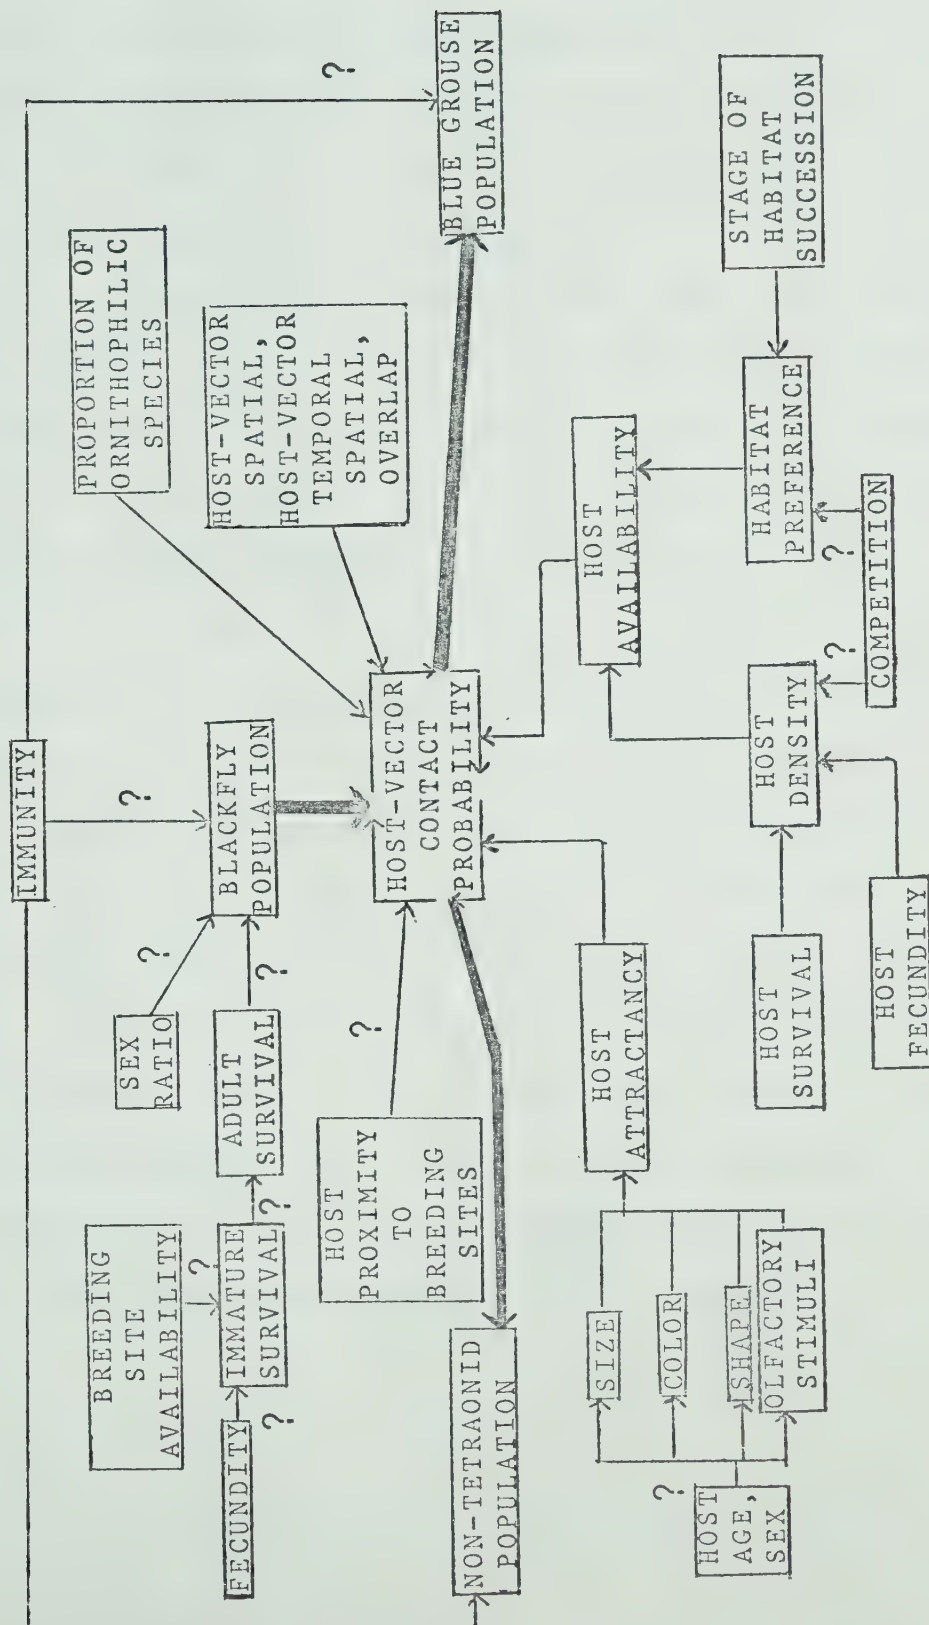 IMMUNITY
?
?
PROPORTION OF
ORNITHOPHILIC
SPECIES
BREEDING
SITE
AVAILABILITY
?
SEX
RATIO
?
FECUNDITY
?
IMMATURE
SURVIVAL
?
ADULT
SURVIVAL
?
BLACKFLY
POPULATION
HOST-VECTOR
SPATIAL,
HOST-VECTOR
TEMPORAL
SPATIAL,
OVERLAP
HOST
PROXIMITY
TO
BREEDING
SITES
?
HOST-VECTOR
CONTACT
PROBABILITY
NON-TETRAONID
POPULATION
BLUE GROUSE
POPULATION
HOST
ATTRACTANCY
HOST
AVAILABILITY
SIZE
COLOR
SHAPE
OLFACTORY
STIMULI
?
HOST
AGE,
SEX
HOST
DENSITY
?
HABITAT
PREFERENCE
?
STAGE OF
HABITAT
SUCCESSION
HOST
SURVIVAL
COMPETITION
HOST
FECUNDITY